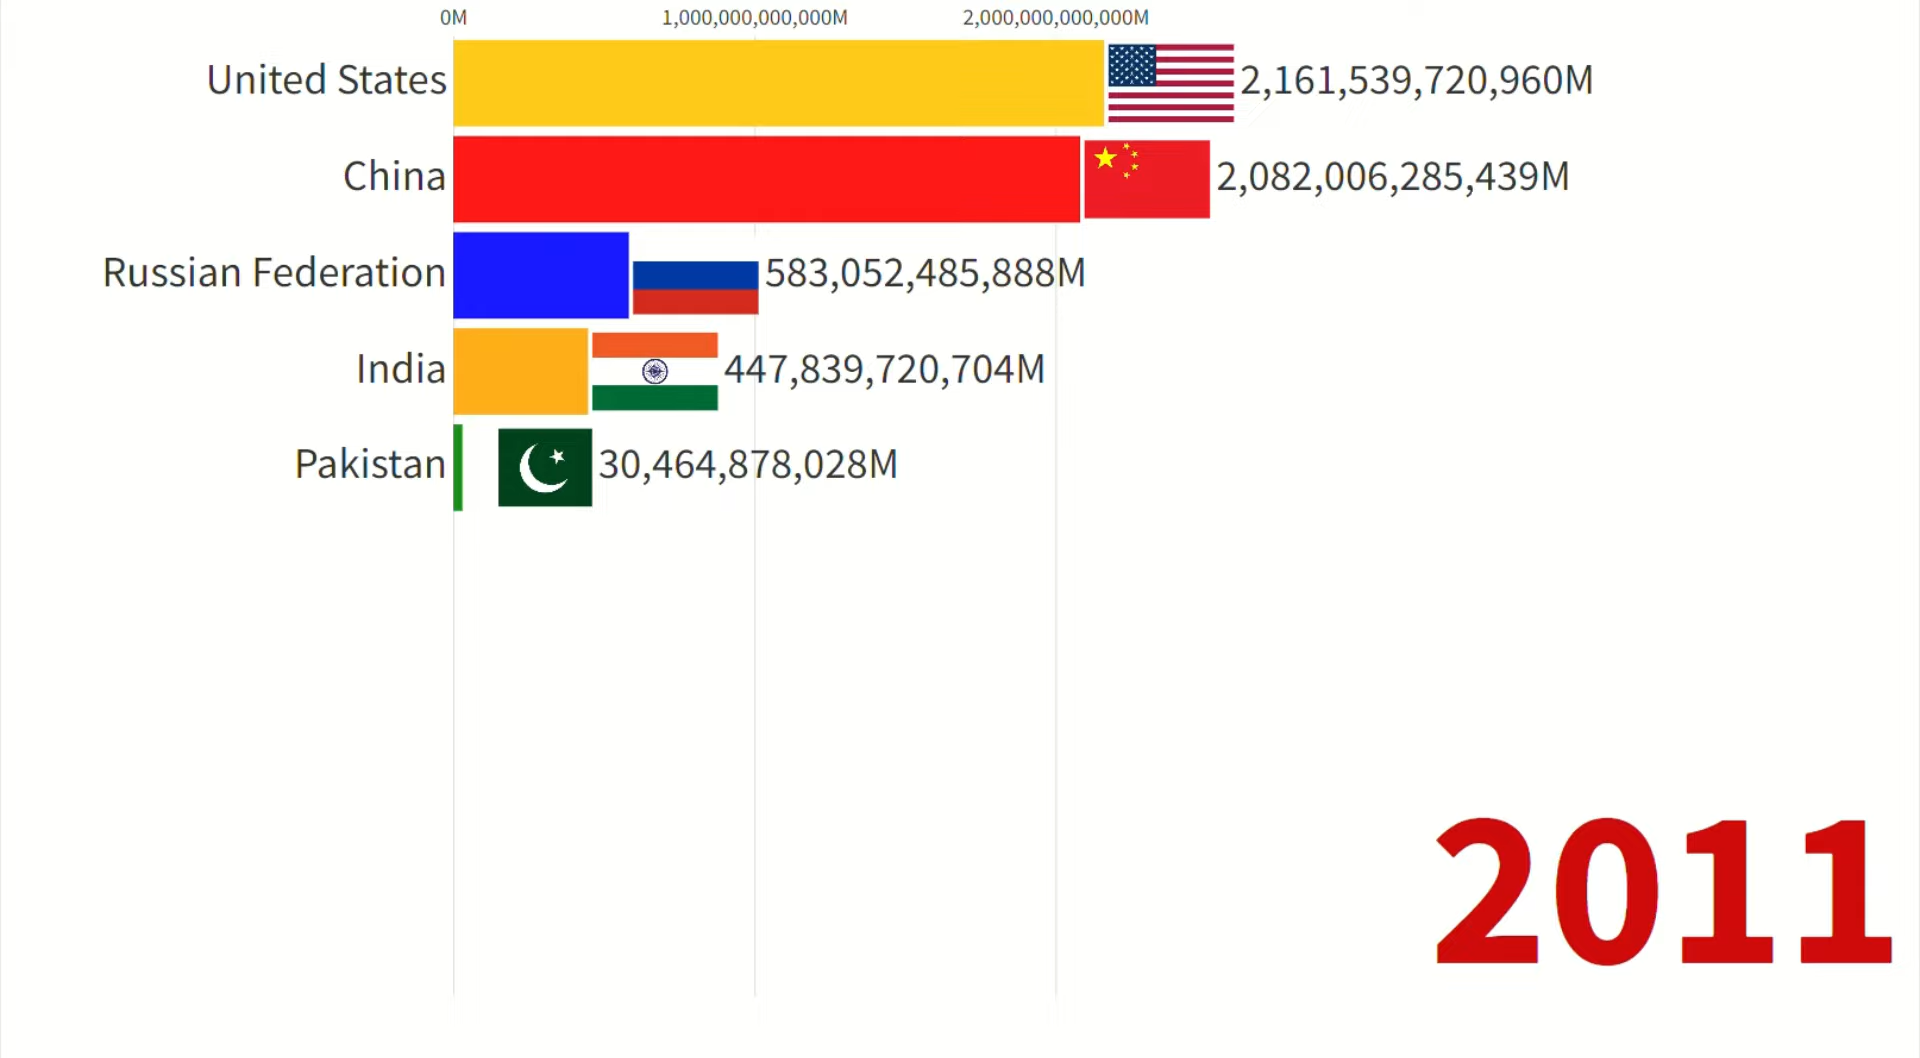 0M 1,000,000,000,000M 2,000,000,000,000M
United States 2,161,539,720,960M
China 2,082,006,285,439M
Russian Federation 583,052,485,888M
India 447,839,720,704M
Pakistan 30,464,878,028M
2011